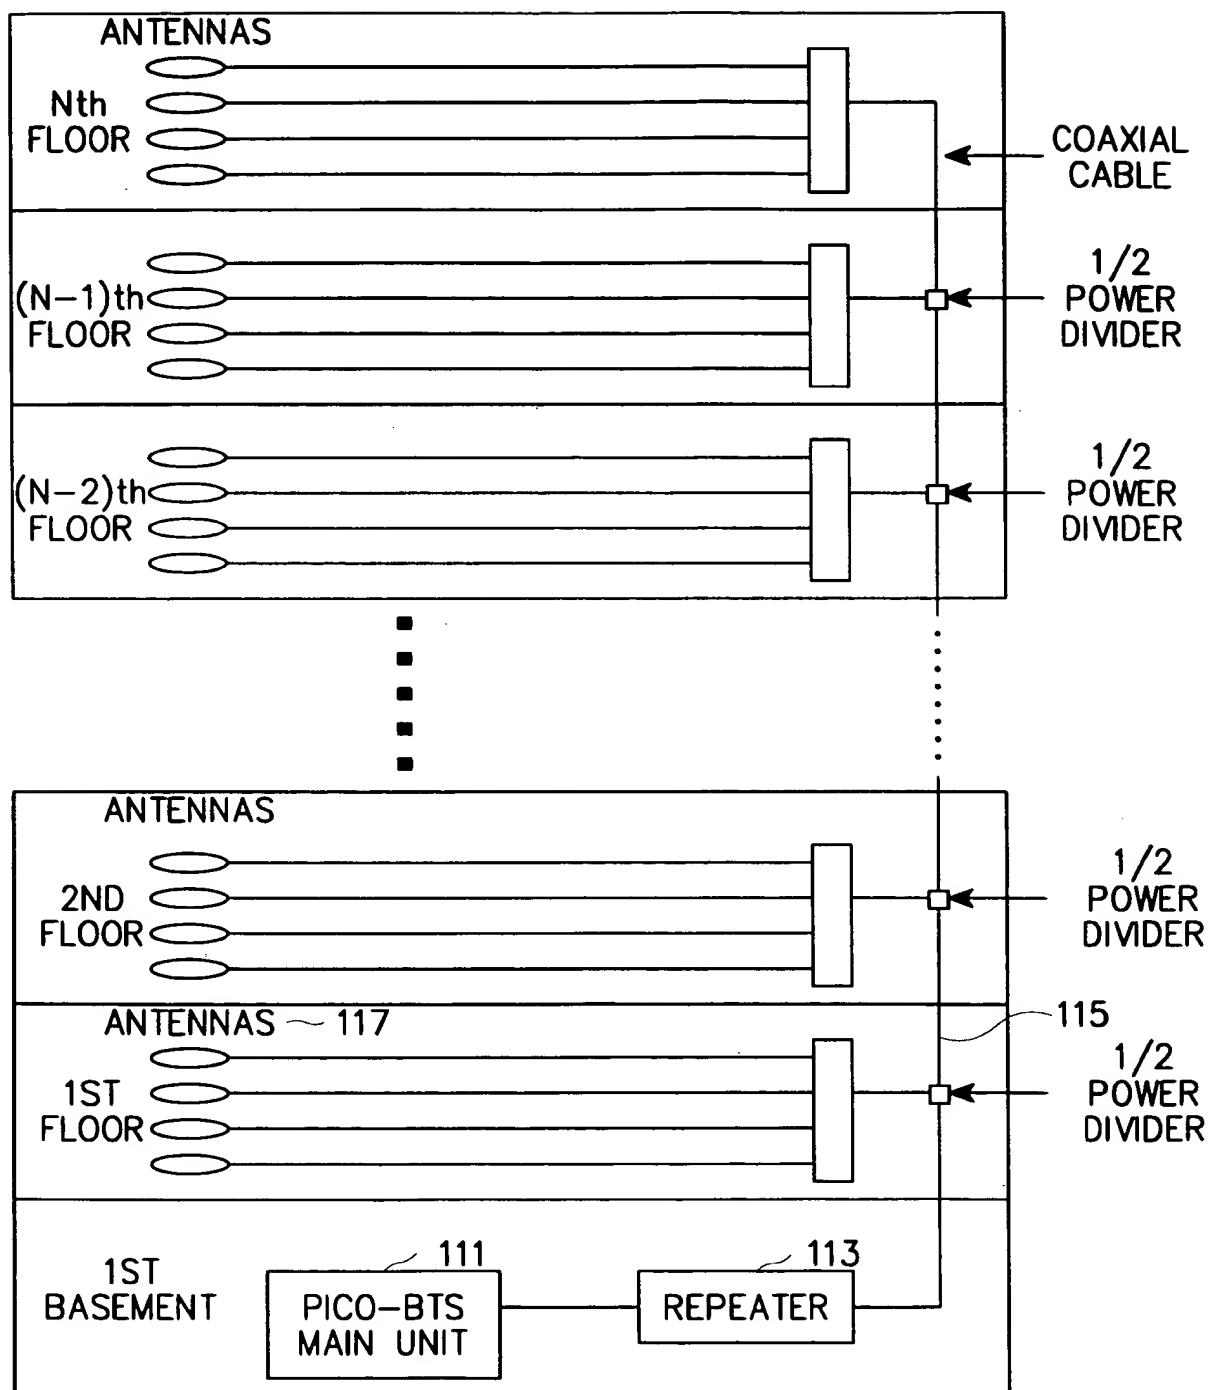 ANTENNAS
Nth
FLOOR
COAXIAL
CABLE
(N-1)th
FLOOR
1/2
POWER
DIVIDER
(N-2)th
FLOOR
1/2
POWER
DIVIDER
ANTENNAS
2ND
FLOOR
1/2
POWER
DIVIDER
ANTENNAS 117
115
1ST
FLOOR
1/2
POWER
DIVIDER
1ST
BASEMENT
111
PICO-BTS
MAIN UNIT
113
REPEATER